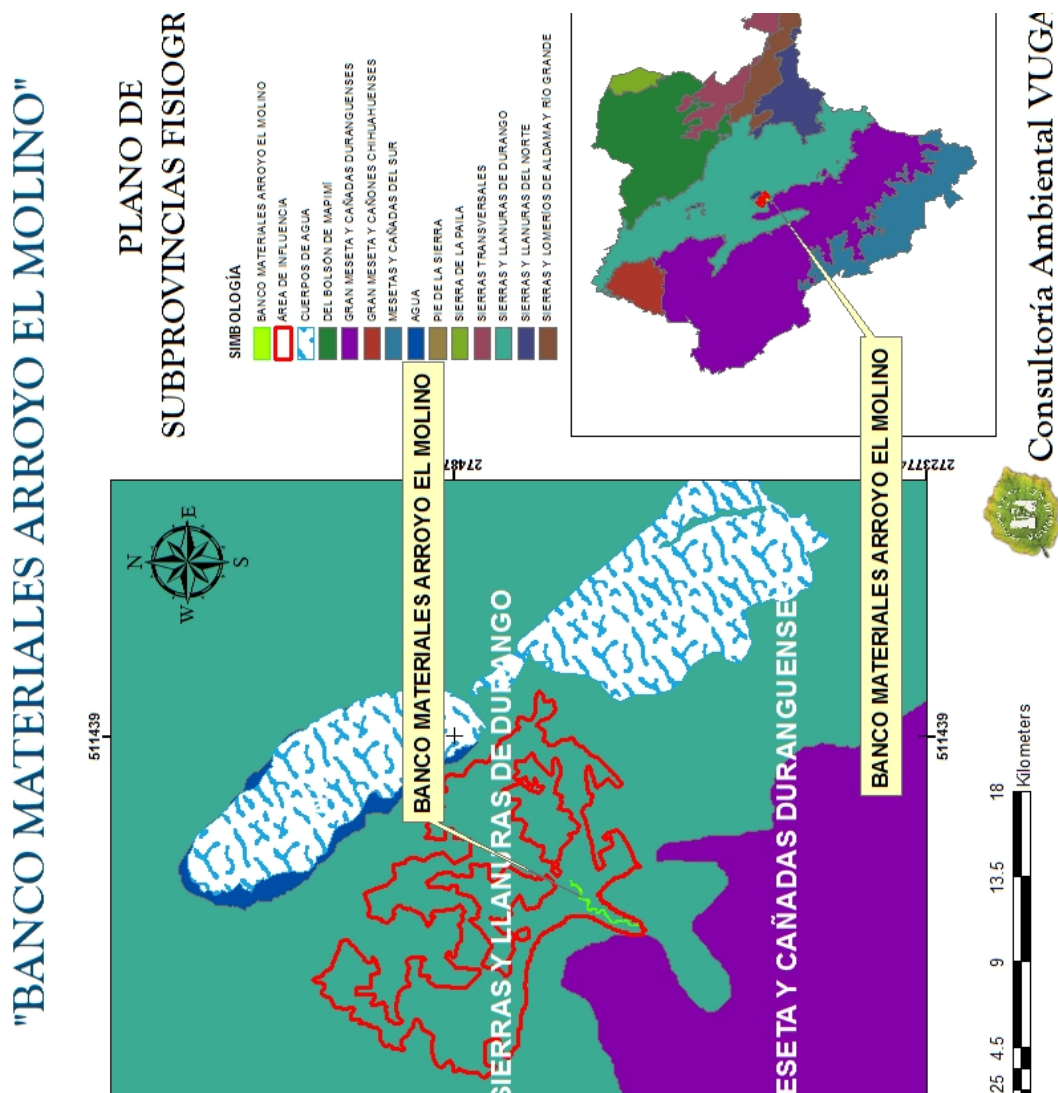 "BANCO MATERIALES ARROYO EL MOLINO"
PLANO DE
SUBPROVINCIAS FISIOGR
SIMBOLOGÍA
BANCO MATERIALES ARROYO EL MOLINO
ÁREA DE INFLUENCIA
CUERPOS DE AGUA
DEL BOLSÓN DE MAPIMÍ
GRAN MESETA Y CAÑADAS DURANGUENSES
GRAN MESETA Y CAÑONES CHIHUAHUENSES
MESETAS Y CAÑADAS DEL SUR
AGUA
PIE DE LA SIERRA
SIERRA DE LA PAILA
SIERRAS TRANSVERSALES
SIERRAS Y LLANURAS DE DURANGO
SIERRAS Y LLANURAS DEL NORTE
SIERRAS Y LOMERÍOS DE ALDAMA Y RÍO GRANDE
N
W E
S
511439
27487
BANCO MATERIALES ARROYO EL MOLINO
SIERRAS Y LLANURAS DE DURANGO
ESETA Y CAÑADAS DURANGUENSE
BANCO MATERIALES ARROYO EL MOLINO
2723774
511439
25 4.5 9 13.5 18
Kilometers
Consultoría Ambiental VUGA